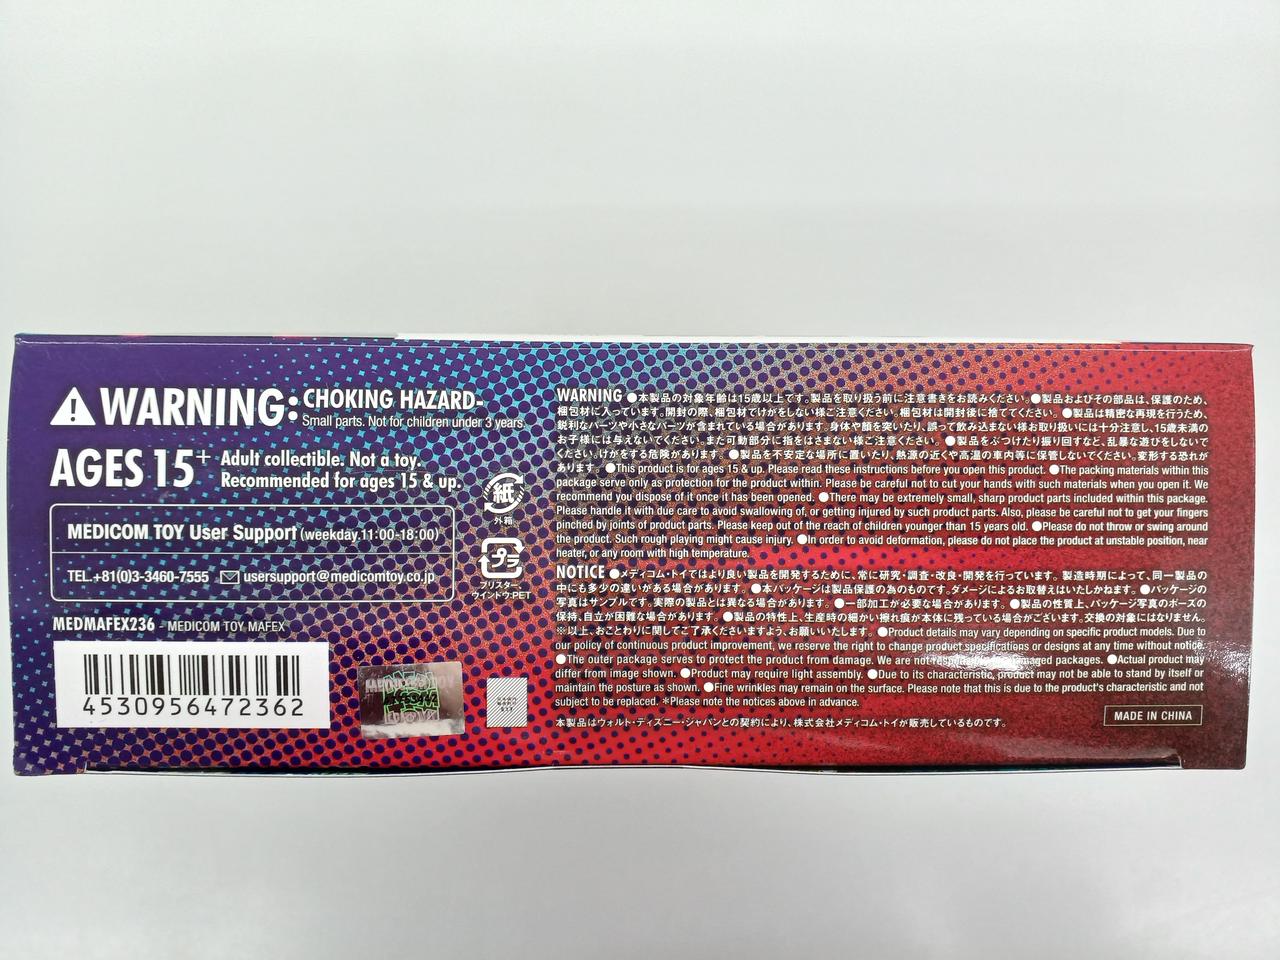 WARNING: CHOKING HAZARD-
Small parts. Not for children under 3 years.
AGES 15+ Adult collectible. Not a toy.
Recommended for ages 15 & up.
MEDICOM TOY User Support (weekday.11:00-18:00)
TEL.+81(0)3-3460-7555 usersupport@medicomtoy.co.jp
MEDMAFEX236 - MEDICOM TOY MAFEX
4530956472362
紙
外箱
プラ
ブリスター、
ウインドウ:PET
WARNING ●本製品の対象年齢は15歳以上です。製品を取り扱う前に注意書きをお読みください。●製品およびその部品は、保護のため、
梱包材に入っています。開封の際、梱包材でけがをしない様ご注意ください。梱包材は開封後に捨ててください。●製品は精密な再現を行うため、
鋭利なパーツや小さなパーツが含まれている場合があります。身体や顔を突いたり、誤って飲み込まない様お取り扱いには十分注意し、15歳未満の
お子様には与えないでください。また可動部分に指をはさまない様ご注意ください。●製品をぶつけたり振り回すなど、乱暴な遊びをしないで
ください。けがをする危険があります。●製品を不安定な場所に置いたり、熱源の近くや高温の車内等に保管しないでください。変形する恐れが
あります。●This product is for ages 15 & up. Please read these instructions before you open this product. ●The packing materials within this
package serve only as protection for the product within. Please be careful not to cut your hands with such materials when you open it. We
recommend you dispose of it once it has been opened. ●There may be extremely small, sharp product parts included within this package.
Please handle it with due care to avoid swallowing of, or getting injured by such product parts. Also, please be careful not to get your fingers
pinched by joints of product parts. Please keep out of the reach of children younger than 15 years old. ●Please do not throw or swing around
the product. Such rough playing might cause injury. ●In order to avoid deformation, please do not place the product at unstable position, near
heater, or any room with high temperature.
NOTICE ●メディコム・トイではより良い製品を開発するために、常に研究・調査・改良・開発を行っています。製造時期によって、同一製品の
中にも多少の違いがある場合があります。●本パッケージは製品保護の為のものです。ダメージによるお取替えはいたしかねます。●パッケージの
写真はサンプルです。実際の製品とは異なる場合があります。●一部加工が必要な場合があります。●製品の性質上、パッケージ写真のポーズの
保持、自立が困難な場合があります。●製品の特性上、生産時の細かい擦れ痕が本体に残っている場合がございます。交換の対象にはなりません。
※以上、おことわりに関してご了承くださいますよう、お願いいたします。●Product details may vary depending on specific product models. Due to
our policy of continuous product improvement, we reserve the right to change product specifications or designs at any time without notice.
●The outer package serves to protect the product from damage. We are not damaged packages. ●Actual product may
differ from image shown. ●Product may require light assembly. ●Due to its characteristic, product may not be able to stand by itself or
maintain the posture as shown. ●Fine wrinkles may remain on the surface. Please note that this is due to the product's characteristic and not
subject to be replaced. ※Please note the notices above in advance.
本製品はウォルト・ディズニー・ジャパンとの契約により、株式会社メディコム・トイが販売しているものです。
MADE IN CHINA